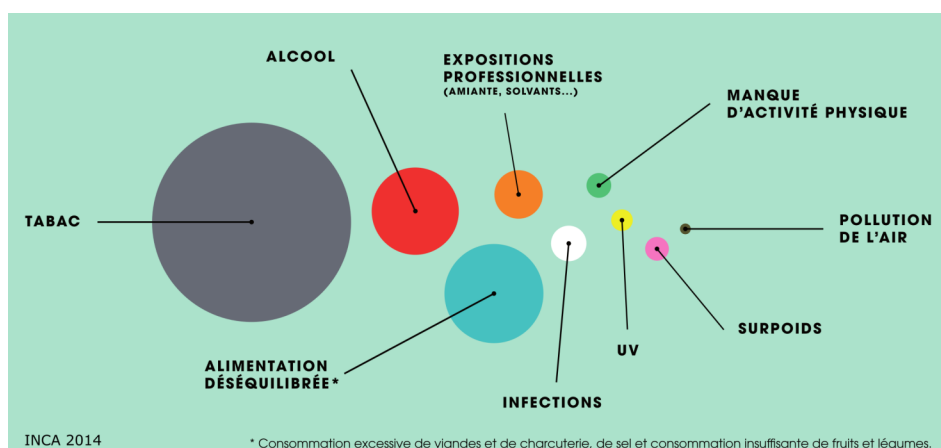 ALCOOL
EXPOSITIONS
PROFESSIONNELLES
(AMIANTE, SOLVANTS...)
MANQUE
D'ACTIVITÉ PHYSIQUE
TABAC
POLLUTION
DE L'AIR
SURPOIDS
UV
ALIMENTATION
DÉSÉQUILIBRÉE*
INFECTIONS
INCA 2014
* Consommation excessive de viandes et de charcuterie, de sel et consommation insuffisante de fruits et légumes.